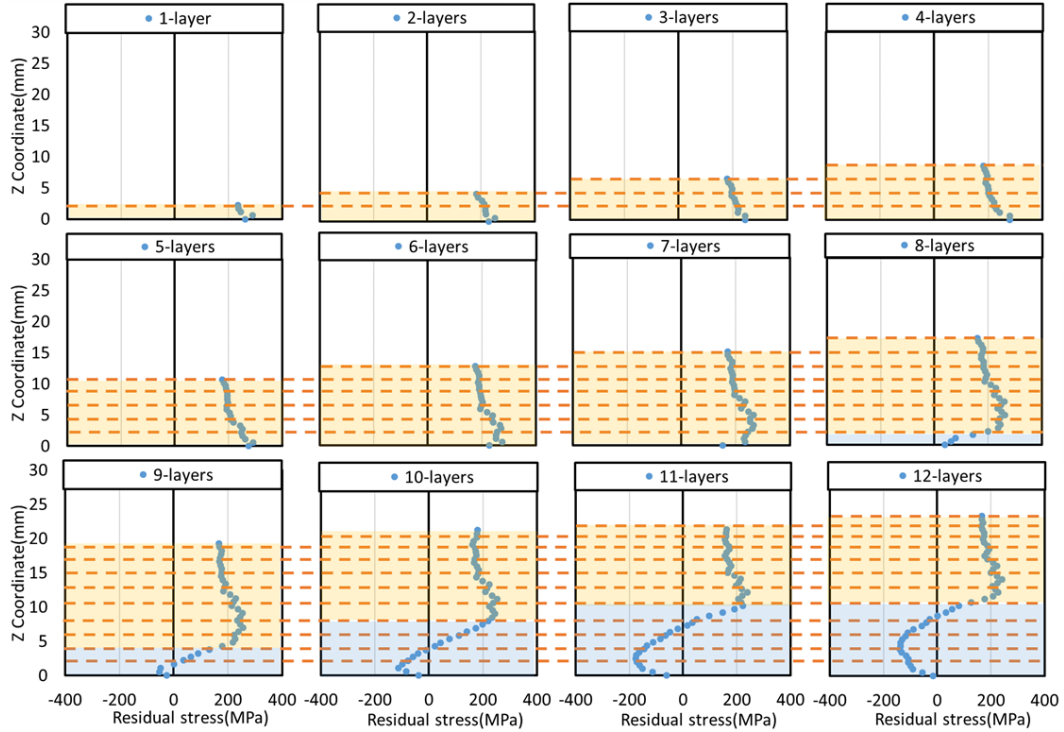 1-layer
2-layers
3-layers
4-layers
30
25
20
15
10
5
0
Z Coordinate(mm)
5-layers
6-layers
7-layers
8-layers
30
25
20
15
10
5
0
Z Coordinate(mm)
9-layers
10-layers
11-layers
12-layers
30
25
20
15
10
5
0
Z Coordinate(mm)
-400 -200 0 200 400 -200 0 200 400 -400 -200 0 200 400 -400 -200 0 200 400
Residual stress(MPa) Residual stress(MPa) Residual stress(MPa) Residual stress(MPa)